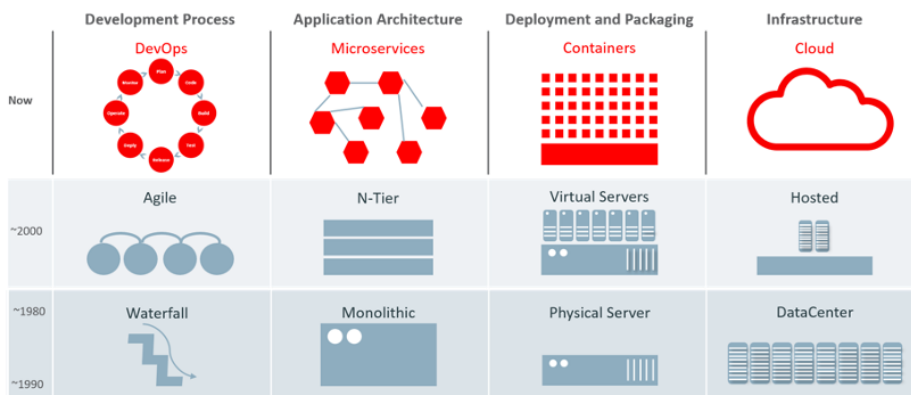 Development Process
Application Architecture
Deployment and Packaging
Infrastructure
Now
DevOps
Plan
Code
Build
Test
Release
Operate
Monitor
Microservices
Containers
Cloud
~2000
Agile
N-Tier
Virtual Servers
Hosted
~1980
~1990
Waterfall
Monolithic
Physical Server
DataCenter